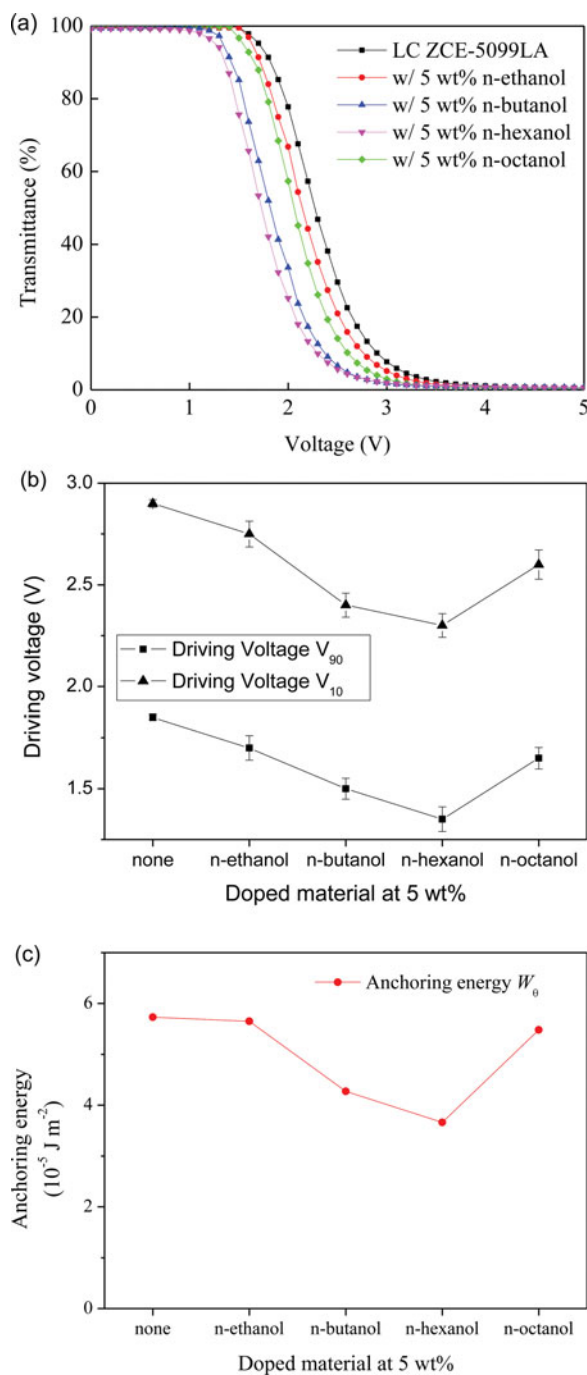 (a)
LC ZCE-5099LA
w/ 5 wt% n-ethanol
w/ 5 wt% n-butanol
w/ 5 wt% n-hexanol
w/ 5 wt% n-octanol
Transmittance (%)
100
80
60
40
20
0
0 1 2 3 4 5
Voltage (V)
(b)
Driving voltage (V)
3.0
2.5
2.0
1.5
Driving Voltage V90
Driving Voltage V10
none n-ethanol n-butanol n-hexanol n-octanol
Doped material at 5 wt%
(c)
Anchoring energy Wθ
Anchoring energy
(10-5 J m-2)
6
4
2
0
none n-ethanol n-butanol n-hexanol n-octanol
Doped material at 5 wt%